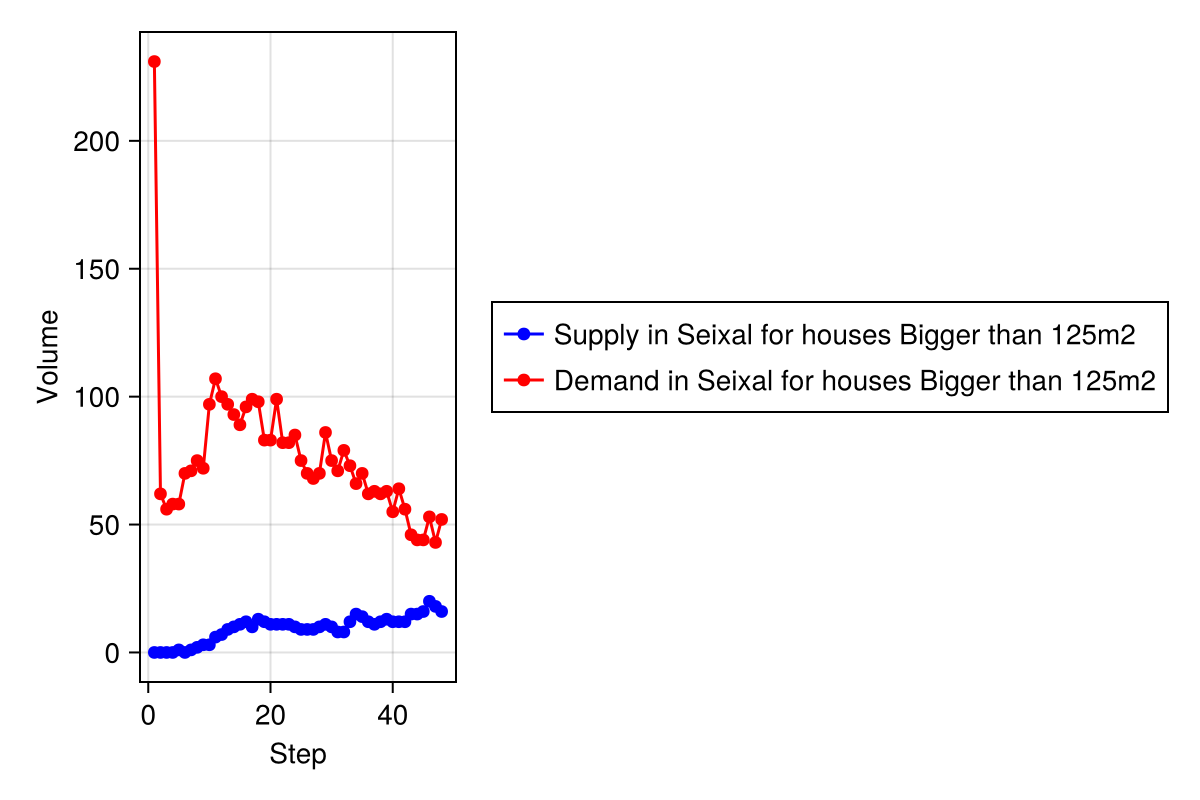 200
150
100
50
0
Volume
0 20 40
Step
Supply in Seixal for houses Bigger than 125m2
Demand in Seixal for houses Bigger than 125m2